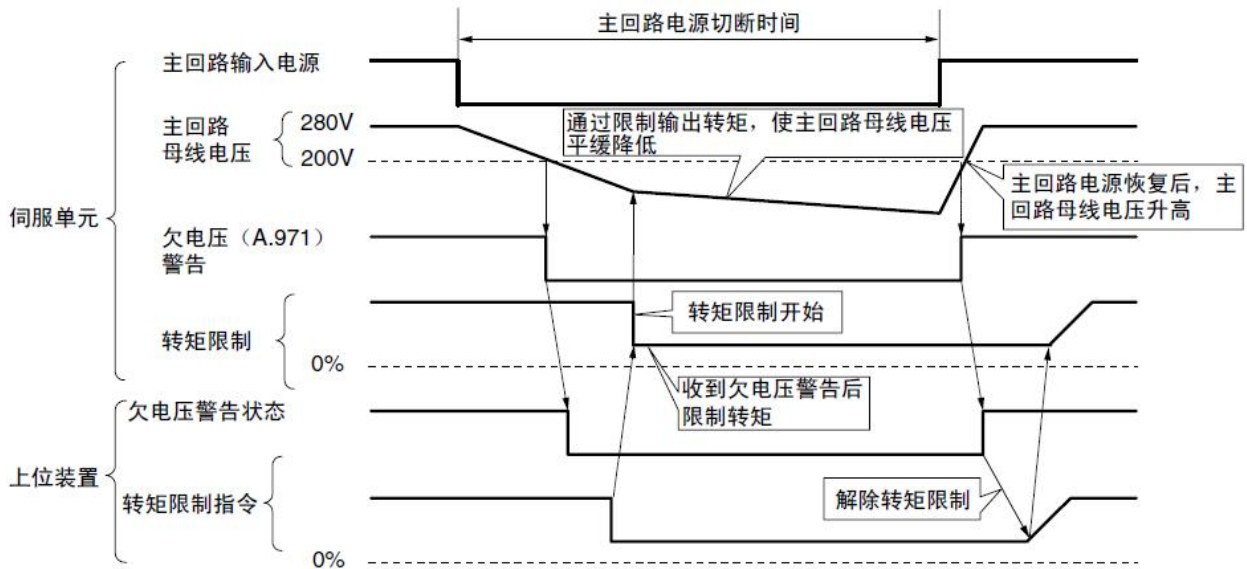 主回路电源切断时间
主回路输入电源
主回路
母线电压
280V
200V
通过限制输出转矩，使主回路母线电压
平缓降低
主回路电源恢复后，主
回路母线电压升高
伺服单元
欠电压（A.971）
警告
转矩限制开始
转矩限制
0%
收到欠电压警告后
限制转矩
欠电压警告状态
上位装置
转矩限制指令
解除转矩限制
0%